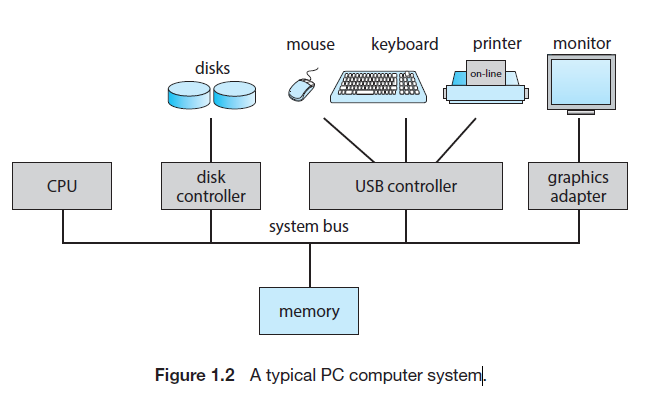 mouse
keyboard
printer
monitor
disks
on-line
CPU
disk
controller
USB controller
graphics
adapter
system bus
memory
Figure 1.2 A typical PC computer system.